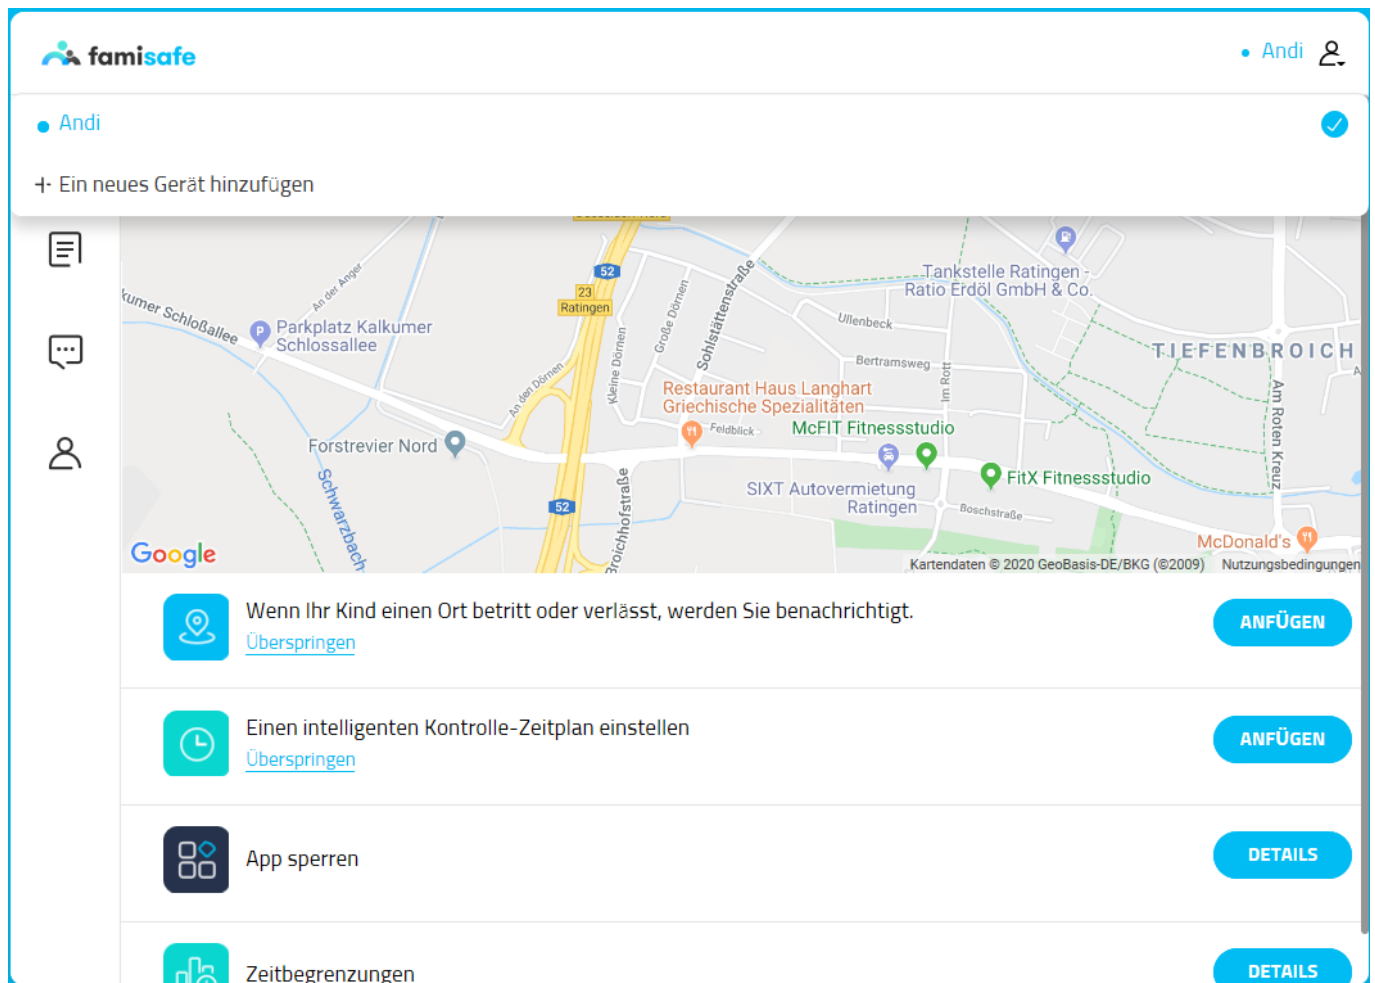 famisafe
Andi
Andi
Ein neues Gerät hinzufügen
52
23
Ratingen
An der Anger
kumer Schloßallee
Parkplatz Kalkumer
Schlossallee
Große Dörnen
Kleine Dörnen
Sohlstättenstraße
An den Dörnen
Tankstelle Ratingen -
Ratio Erdöl GmbH & Co.
Ullenbeck
Bertramsweg
Im Rott
TIEFENBROICH
Am Roten Kreuz
Restaurant Haus Langhart
Griechische Spezialitäten
Feldblick
McFIT Fitnessstudio
Forstrevier Nord
FitX Fitnessstudio
SIXT Autovermietung
Ratingen
Boschstraße
Schwarzbach
52
Broichhofstraße
McDonald's
Google
Kartendaten © 2020 GeoBasis-DE/BKG (©2009) Nutzungsbedingungen
Wenn Ihr Kind einen Ort betritt oder verlässt, werden Sie benachrichtigt.
Überspringen
ANFÜGEN
Einen intelligenten Kontrolle-Zeitplan einstellen
Überspringen
ANFÜGEN
App sperren
DETAILS
Zeitbegrenzungen
DETAILS